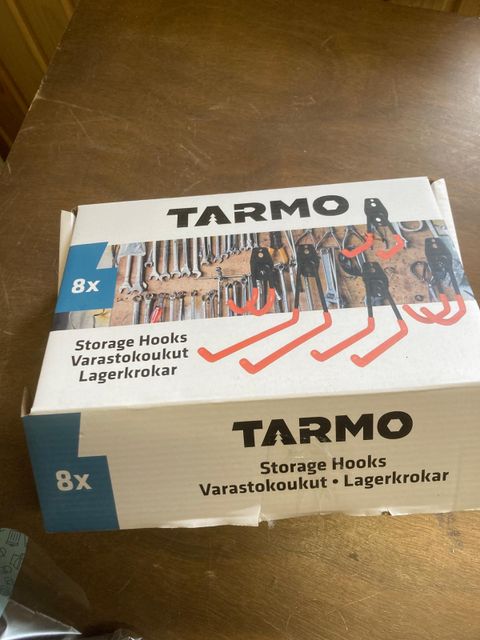 TARMO
8x
Storage Hooks
Varastokoukut
Lagerkrokar
TARMO
8x
Storage Hooks
Varastokoukut • Lagerkrokar